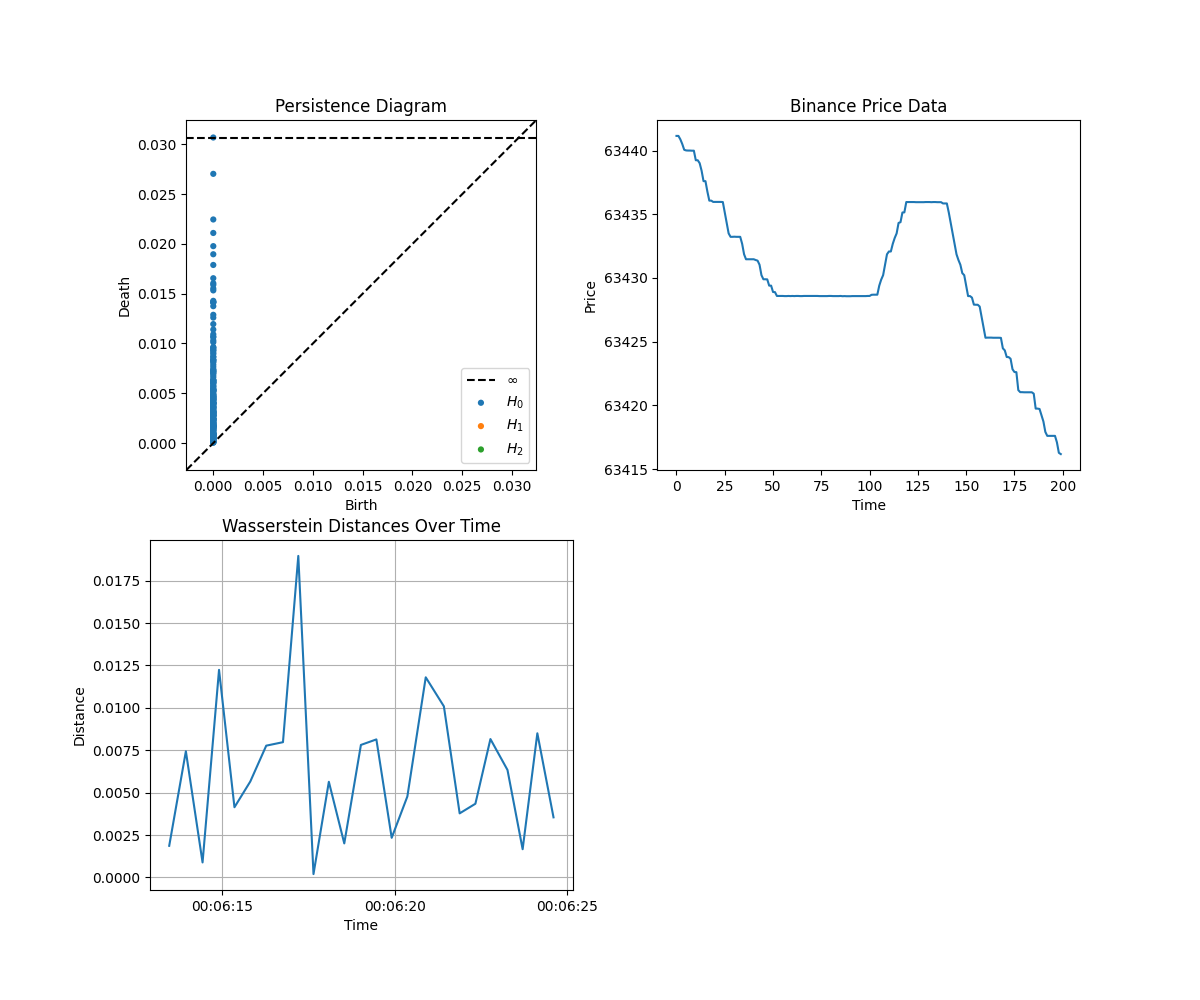 Persistence Diagram
0.030
0.025
0.020
0.015
0.010
0.005
0.000
Death
∞
H0
H1
H2
0.000 0.005 0.010 0.015 0.020 0.025 0.030
Birth
Binance Price Data
63440
63435
63430
63425
63420
63415
Price
0 25 50 75 100 125 150 175 200
Time
Wasserstein Distances Over Time
0.0175
0.0150
0.0125
0.0100
0.0075
0.0050
0.0025
0.0000
Distance
00:06:15 00:06:20 00:06:25
Time